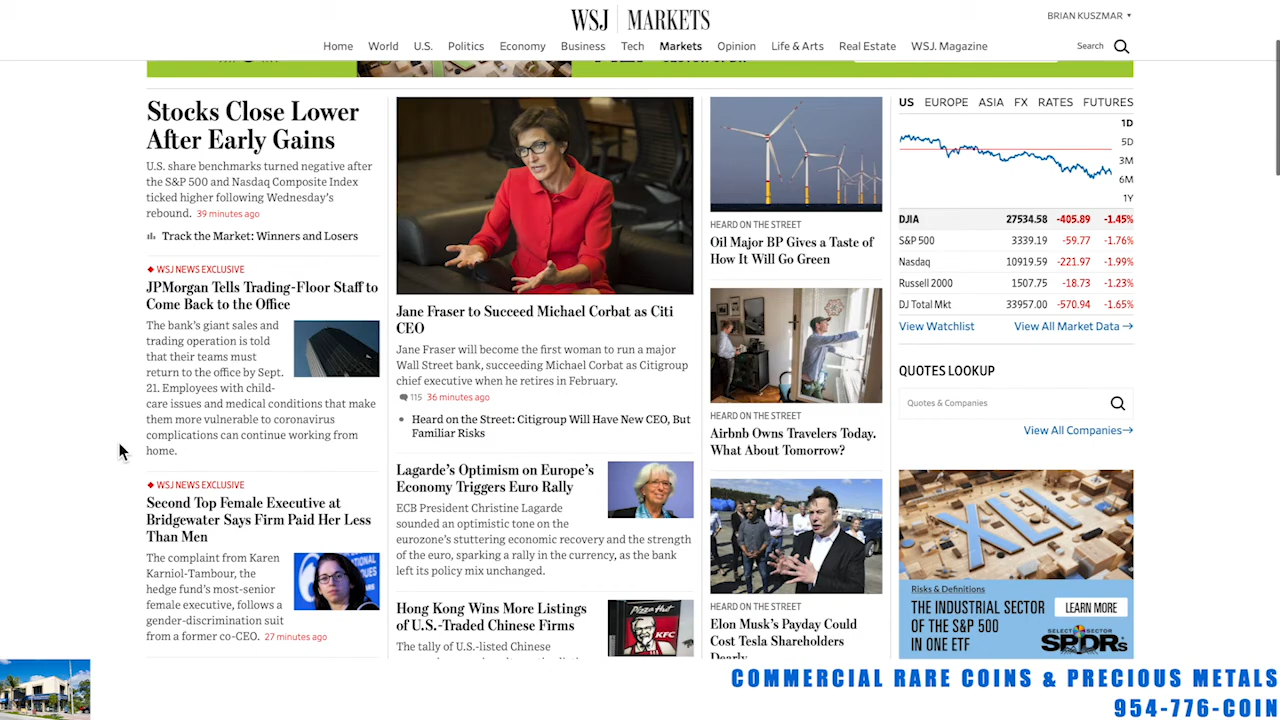 WSJ MARKETS
BRIAN KUSZMAR
Home World U.S. Politics Economy Business Tech Markets Opinion Life & Arts Real Estate WSJ. Magazine
Search
Stocks Close Lower
After Early Gains
U.S. share benchmarks turned negative after
the S&P 500 and Nasdaq Composite Index
ticked higher following Wednesday's
rebound. 39 minutes ago
Track the Market: Winners and Losers
WSJ NEWS EXCLUSIVE
JPMorgan Tells Trading-Floor Staff to
Come Back to the Office
The bank's giant sales and
trading operation is told
that their teams must
return to the office by Sept.
21. Employees with child-
care issues and medical conditions that make
them more vulnerable to coronavirus
complications can continue working from
home.
WSJ NEWS EXCLUSIVE
Second Top Female Executive at
Bridgewater Says Firm Paid Her Less
Than Men
The complaint from Karen
Karniol-Tambour, the
hedge fund's most-senior
female executive, follows a
gender-discrimination suit
from a former co-CEO. 27 minutes ago
Jane Fraser to Succeed Michael Corbat as Citi
CEO
Jane Fraser will become the first woman to run a major
Wall Street bank, succeeding Michael Corbat as Citigroup
chief executive when he retires in February.
115 36 minutes ago
Heard on the Street: Citigroup Will Have New CEO, But
Familiar Risks
Lagarde's Optimism on Europe's
Economy Triggers Euro Rally
ECB President Christine Lagarde
sounded an optimistic tone on the
eurozone's stuttering economic recovery and the strength
of the euro, sparking a rally in the currency, as the bank
left its policy mix unchanged.
Hong Kong Wins More Listings
of U.S.-Traded Chinese Firms
The tally of U.S.-listed Chinese
Pizza Hut
KFC
HEARD ON THE STREET
Oil Major BP Gives a Taste of
How It Will Go Green
HEARD ON THE STREET
Airbnb Owns Travelers Today.
What About Tomorrow?
HEARD ON THE STREET
Elon Musk's Payday Could
Cost Tesla Shareholders
Dearly
US EUROPE ASIA FX RATES FUTURES
1D
5D
3M
6M
1Y
DJIA 27534.58 -405.89 -1.45%
S&P 500 3339.19 -59.77 -1.76%
Nasdaq 10919.59 -221.97 -1.99%
Russell 2000 1507.75 -18.73 -1.23%
DJ Total Mkt 33957.00 -570.94 -1.65%
View Watchlist View All Market Data →
QUOTES LOOKUP
Quotes & Companies
View All Companies→
XLI
Risks & Definitions
THE INDUSTRIAL SECTOR
OF THE S&P 500
IN ONE ETF
LEARN MORE
SELECT SECTOR
SPDRs
COMMERCIAL RARE COINS & PRECIOUS METALS
954-776-COIN